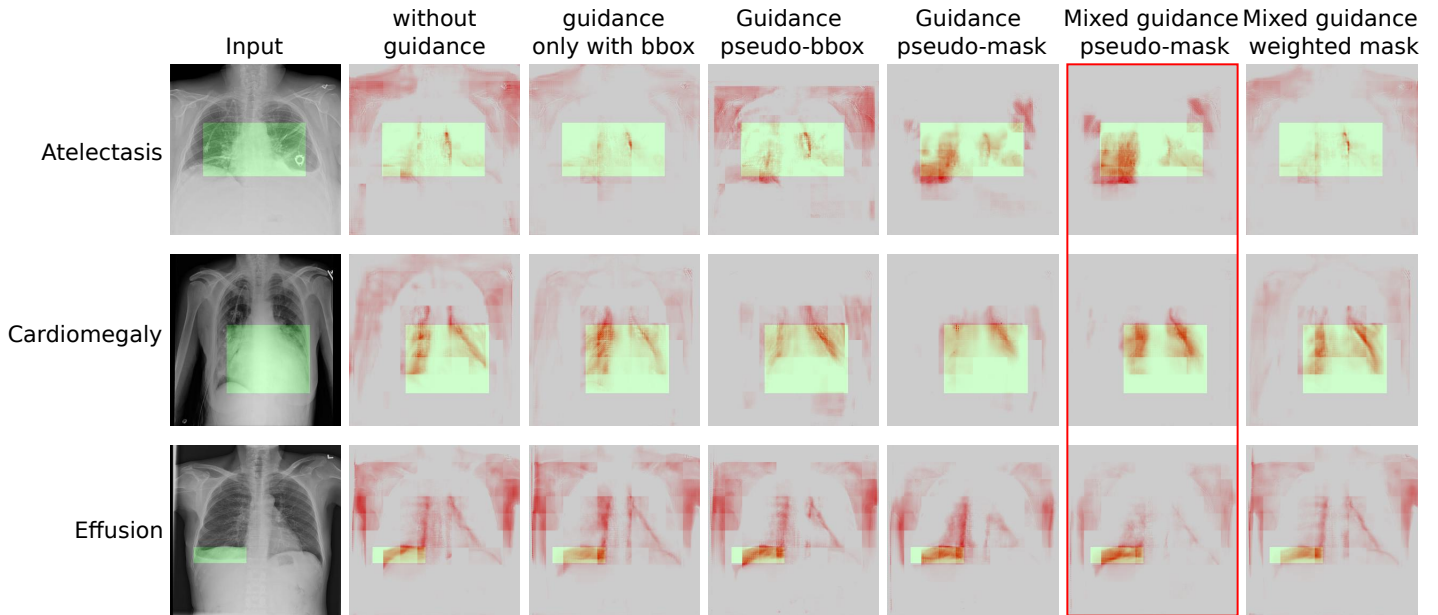 Input
without
guidance
guidance
only with bbox
Guidance
pseudo-bbox
Guidance
pseudo-mask
Mixed guidance
pseudo-mask
Mixed guidance
weighted mask
Atelectasis
Cardiomegaly
Effusion